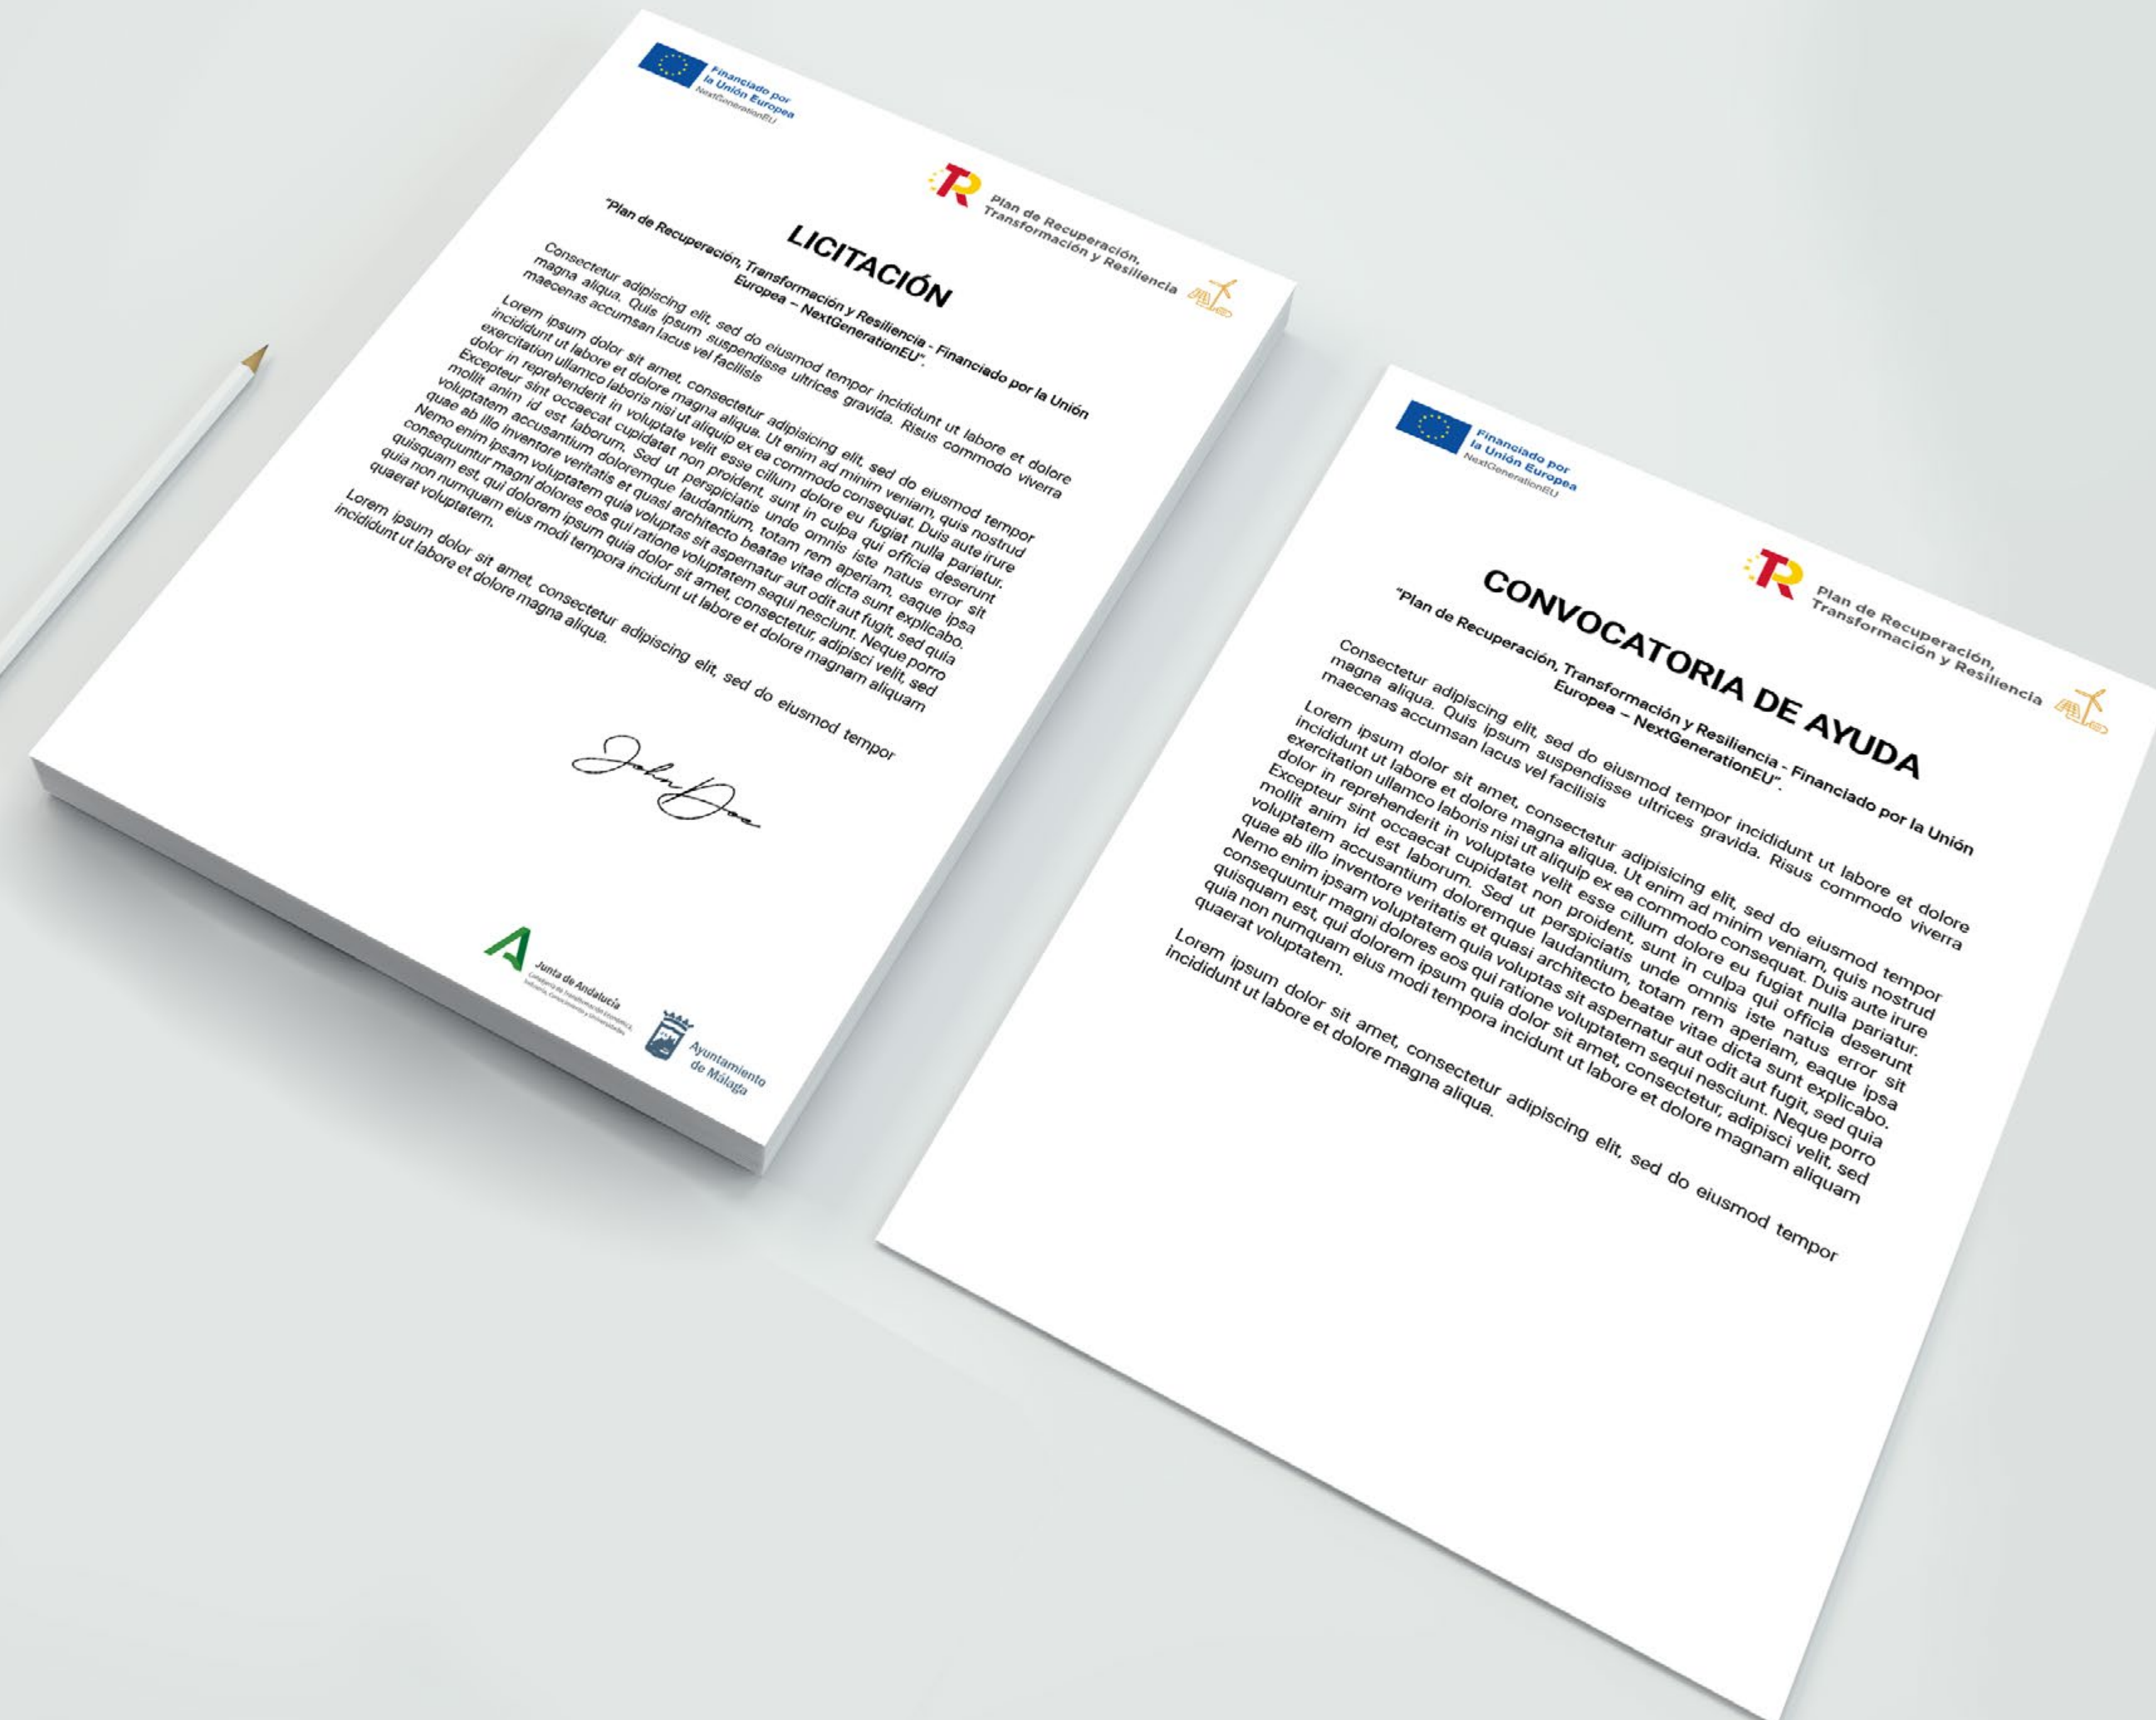 Financiado por
la Unión Europea
NextGenerationEU
Plan de Recuperación,
Transformación y Resiliencia
LICITACIÓN
"Plan de Recuperación, Transformación y Resiliencia - Financiado por la Unión
Europea – NextGenerationEU".
Consectetur adipiscing elit, sed do eiusmod tempor incididunt ut labore et dolore
magna aliqua. Quis ipsum suspendisse ultrices gravida. Risus commodo viverra
maecenas accumsan lacus vel facilisis
Lorem ipsum dolor sit amet, consectetur adipisicing elit, sed do eiusmod tempor
incididunt ut labore et dolore magna aliqua. Ut enim ad minim veniam, quis nostrud
exercitation ullamco laboris nisi ut aliquip ex ea commodo consequat. Duis aute irure
dolor in reprehenderit in voluptate velit esse cillum dolore eu fugiat nulla pariatur.
Excepteur sint occaecat cupidatat non proident, sunt in culpa qui officia deserunt
mollit anim id est laborum. Sed ut perspiciatis unde omnis iste natus error sit
voluptatem accusantium doloremque laudantium, totam rem aperiam, eaque ipsa
quae ab illo inventore veritatis et quasi architecto beatae vitae dicta sunt explicabo.
Nemo enim ipsam voluptatem quia voluptas sit aspernatur aut odit aut fugit, sed quia
consequuntur magni dolores eos qui ratione voluptatem sequi nesciunt. Neque porro
quisquam est, qui dolorem ipsum quia dolor sit amet, consectetur, adipisci velit, sed
quia non numquam eius modi tempora incidunt ut labore et dolore magnam aliquam
quaerat voluptatem.
Lorem ipsum dolor sit amet, consectetur adipiscing elit, sed do eiusmod tempor
incididunt ut labore et dolore magna aliqua.
John Doe
Junta de Andalucía
Consejería de Transformación Económica,
Industria, Conocimiento y Universidades
Ayuntamiento
de Málaga
Financiado por
la Unión Europea
NextGenerationEU
Plan de Recuperación,
Transformación y Resiliencia
CONVOCATORIA DE AYUDA
"Plan de Recuperación, Transformación y Resiliencia - Financiado por la Unión
Europea – NextGenerationEU".
Consectetur adipiscing elit, sed do eiusmod tempor incididunt ut labore et dolore
magna aliqua. Quis ipsum suspendisse ultrices gravida. Risus commodo viverra
maecenas accumsan lacus vel facilisis
Lorem ipsum dolor sit amet, consectetur adipisicing elit, sed do eiusmod tempor
incididunt ut labore et dolore magna aliqua. Ut enim ad minim veniam, quis nostrud
exercitation ullamco laboris nisi ut aliquip ex ea commodo consequat. Duis aute irure
dolor in reprehenderit in voluptate velit esse cillum dolore eu fugiat nulla pariatur.
Excepteur sint occaecat cupidatat non proident, sunt in culpa qui officia deserunt
mollit anim id est laborum. Sed ut perspiciatis unde omnis iste natus error sit
voluptatem accusantium doloremque laudantium, totam rem aperiam, eaque ipsa
quae ab illo inventore veritatis et quasi architecto beatae vitae dicta sunt explicabo.
Nemo enim ipsam voluptatem quia voluptas sit aspernatur aut odit aut fugit, sed quia
consequuntur magni dolores eos qui ratione voluptatem sequi nesciunt. Neque porro
quisquam est, qui dolorem ipsum quia dolor sit amet, consectetur, adipisci velit, sed
quia non numquam eius modi tempora incidunt ut labore et dolore magnam aliquam
quaerat voluptatem.
Lorem ipsum dolor sit amet, consectetur adipiscing elit, sed do eiusmod tempor
incididunt ut labore et dolore magna aliqua.